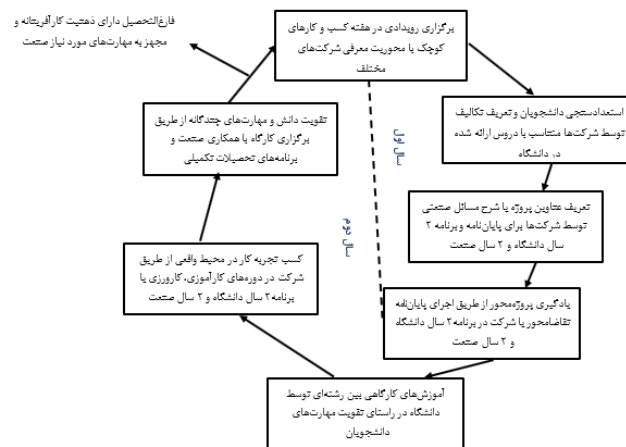 فارغ‌التحصیل دارای ذهنیت کارآفرینانه و
مجهز به مهارت‌های مورد نیاز صنعت
برگزاری رویدادی در هفته کسب و کارهای
کوچک با محوریت معرفی شرکت‌های
مختلف
استعدادسنجی دانشجویان و تعریف تکالیف
توسط شرکت‌ها متناسب با دروس ارائه شده
در دانشگاه
تعریف عناوین پروژه یا شرح مسائل صنعتی
توسط شرکت‌ها برای پایان‌نامه و برنامه ۲
سال دانشگاه و ۲ سال صنعت
یادگیری پروژه‌محور از طریق اجرای پایان‌نامه
تقاضامحور یا شرکت در برنامه ۲ سال دانشگاه
و ۲ سال صنعت
آموزش‌های کارگاهی بین رشته‌ای توسط
دانشگاه در راستای تقویت مهارت‌های
دانشجویان
کسب تجربه کار در محیط واقعی از طریق
شرکت در دوره‌های کارآموزی، کارورزی یا
برنامه ۲ سال دانشگاه و ۲ سال صنعت
تقویت دانش و مهارت‌های چندگانه از طریق
برگزاری کارگاه با همکاری صنعت و
برنامه‌های تحصیلات تکمیلی
سال اول
سال دوم